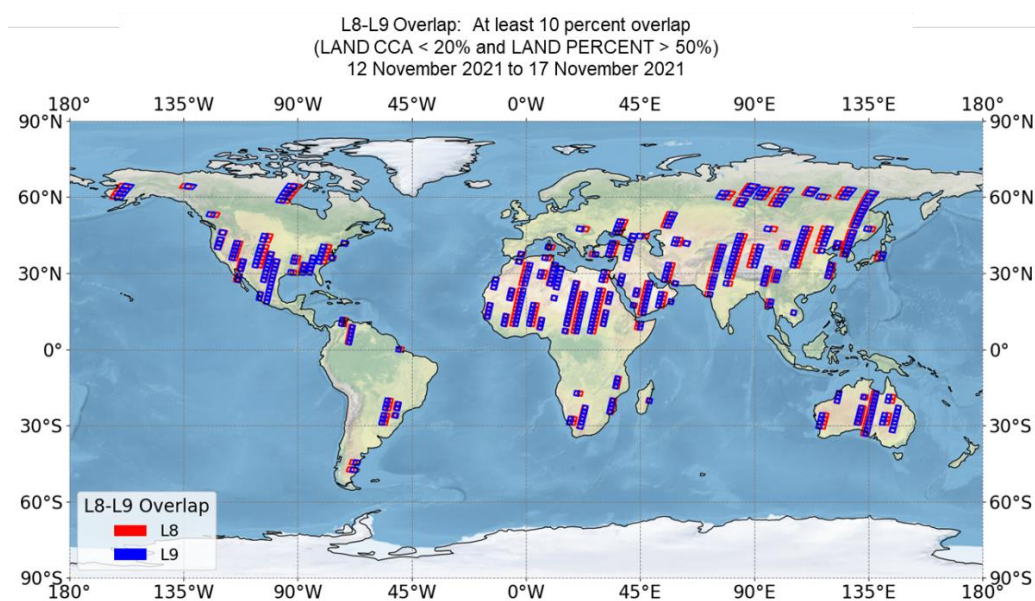 L8-L9 Overlap: At least 10 percent overlap
(LAND CCA < 20% and LAND PERCENT > 50%)
12 November 2021 to 17 November 2021
180° 135°W 90°W 45°W 0°W 45°E 90°E 135°E 180°
90°N 90°N
60°N 60°N
30°N 30°N
0° 0°
30°S 30°S
60°S 60°S
L8-L9 Overlap
L8
L9
90°S 90°S
180° 135°W 90°W 45°W 0°W 45°E 90°E 135°E 180°